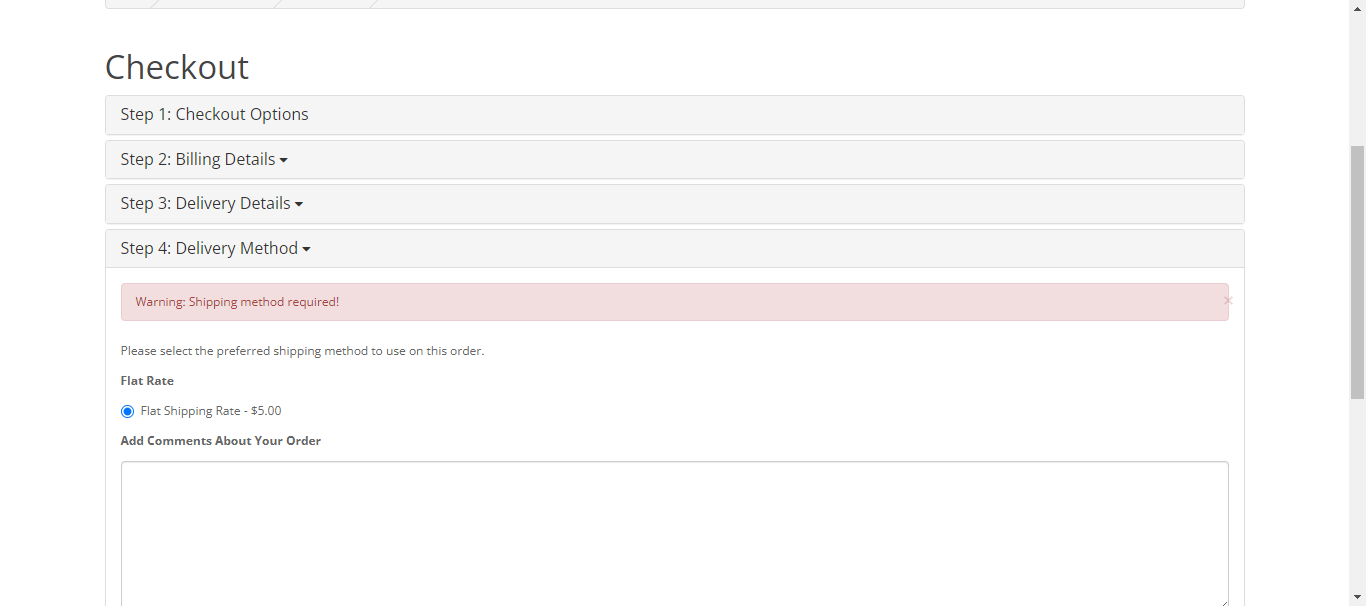 Checkout
Step 1: Checkout Options
Step 2: Billing Details
Step 3: Delivery Details
Step 4: Delivery Method
Warning: Shipping method required!
×
Please select the preferred shipping method to use on this order.
Flat Rate
Flat Shipping Rate - $5.00
Add Comments About Your Order